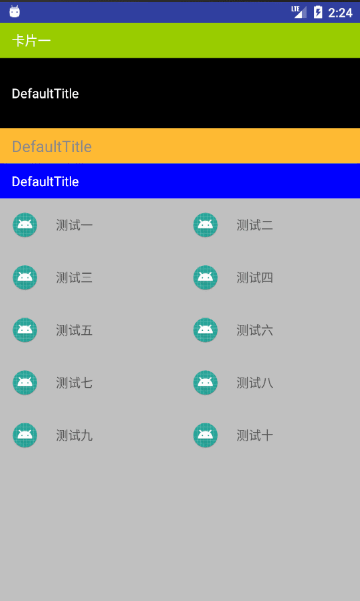 LTE 2:24
卡片一
DefaultTitle
DefaultTitle
DefaultTitle
测试一 测试二
测试三 测试四
测试五 测试六
测试七 测试八
测试九 测试十